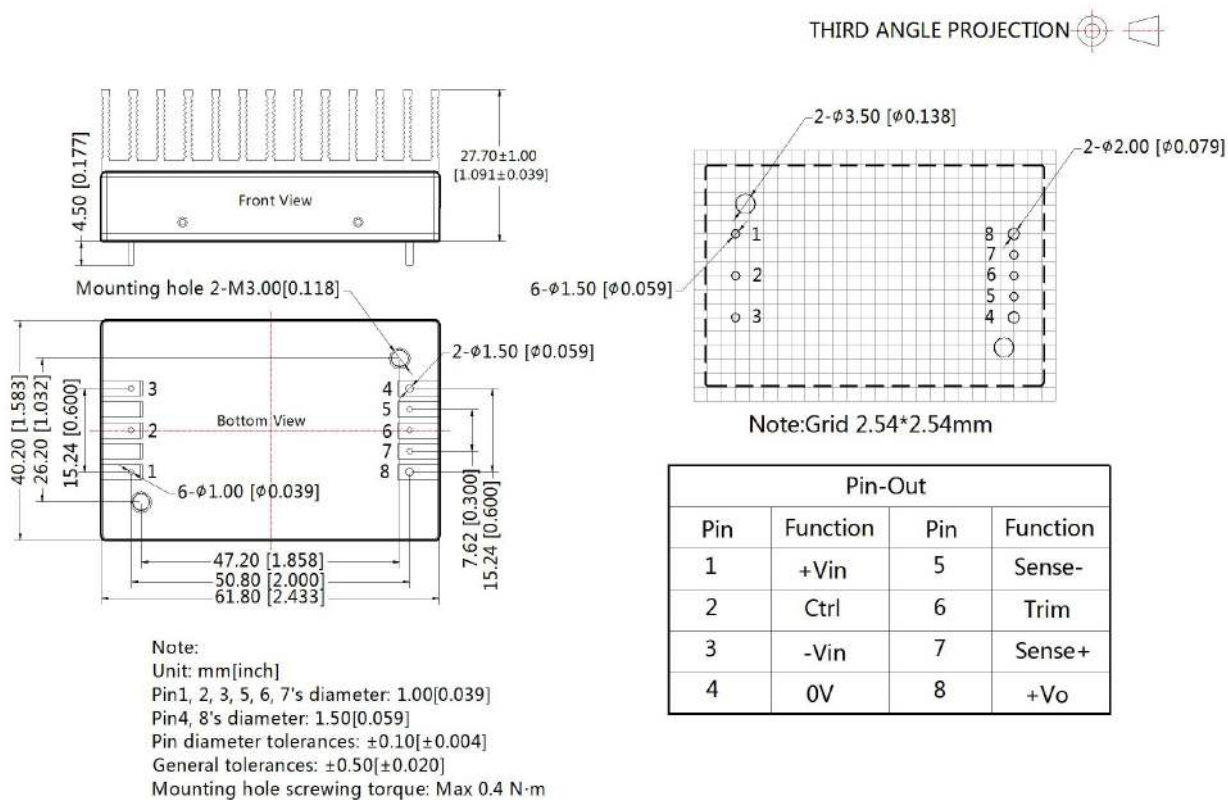 THIRD ANGLE PROJECTION
4.50 [0.177]
Front View
27.70±1.00
[1.091±0.039]
Mounting hole 2-M3.00[0.118]
2-ϕ1.50 [ϕ0.059]
40.20 [1.583]
26.20 [1.032]
15.24 [0.600]
3
2
1
Bottom View
4
5
6
7
8
6-ϕ1.00 [ϕ0.039]
7.62 [0.300]
15.24 [0.600]
47.20 [1.858]
50.80 [2.000]
61.80 [2.433]
2-ϕ3.50 [ϕ0.138]
2-ϕ2.00 [ϕ0.079]
6-ϕ1.50 [ϕ0.059]
1
2
3
8
7
6
5
4
Note:Grid 2.54*2.54mm
Pin-Out
Pin Function Pin Function
1 +Vin 5 Sense-
2 Ctrl 6 Trim
3 -Vin 7 Sense+
4 0V 8 +Vo
Note:
Unit: mm[inch]
Pin1, 2, 3, 5, 6, 7's diameter: 1.00[0.039]
Pin4, 8's diameter: 1.50[0.059]
Pin diameter tolerances: ±0.10[±0.004]
General tolerances: ±0.50[±0.020]
Mounting hole screwing torque: Max 0.4 N·m